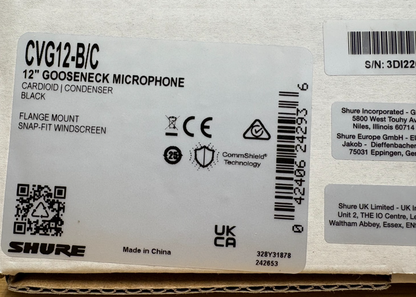 CVG12-B/C
12" GOOSENECK MICROPHONE
CARDIOID | CONDENSER
BLACK
FLANGE MOUNT
SNAP-FIT WINDSCREEN
CE
25
CommShield®
Technology
UK
CA
SHURE
Made in China
328Y31878
242653
0 42406 24293 6
S/N: 3DI22
Shure Incorporated - G
5800 West Touhy Av
Niles, Illinois 60714
Shure Europe GmbH - E
Jakob - Dieffenbacher
75031 Eppingen, Ger
Shure UK Limited - UK I
Unit 2, THE IO Centre, Le
Waltham Abbey, Essex, EN